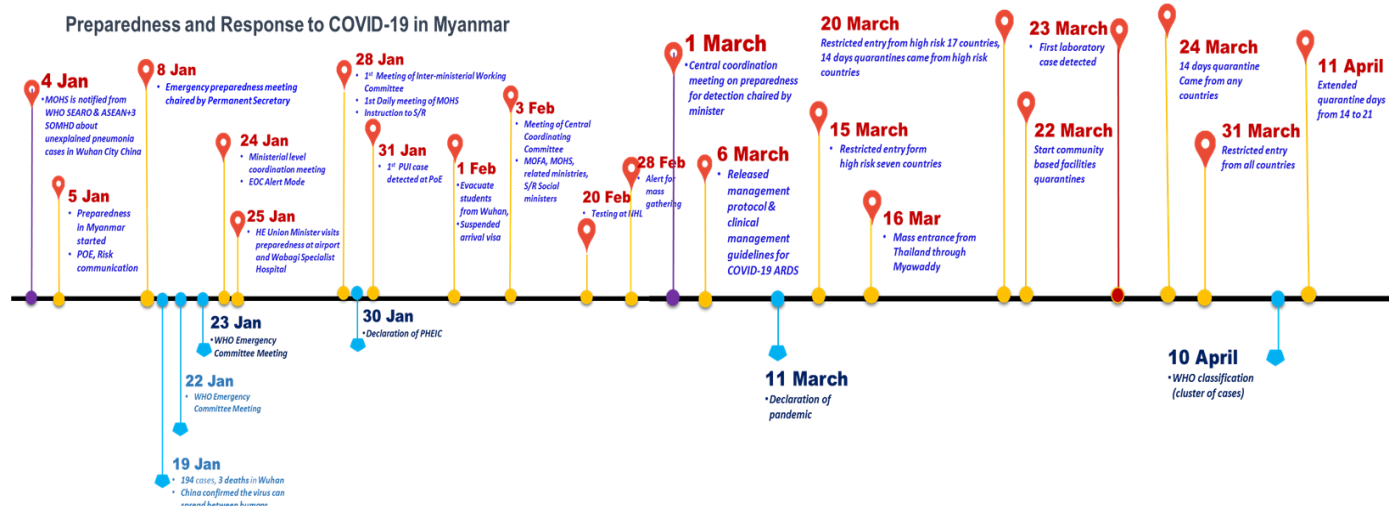 Preparedness and Response to COVID-19 in Myanmar
4 Jan
•MOHS is notified from
WHO SEARO & ASEAN+3
SOMHD about
unexplained pneumonia
cases in Wuhan City China
5 Jan
• Preparedness
in Myanmar
started
• POE, Risk
communication
8 Jan
• Emergency preparedness meeting
chaired by Permanent Secretary
19 Jan
• 194 cases, 3 deaths in Wuhan
• China confirmed the virus can
spread between humans
22 Jan
• WHO Emergency
Committee Meeting
23 Jan
•WHO Emergency
Committee Meeting
24 Jan
• Ministerial level
coordination meeting
• EOC Alert Mode
25 Jan
• HE Union Minister visits
preparedness at airport
and Wabagi Specialist
Hospital
28 Jan
• 1st Meeting of Inter-ministerial Working
Committee
• 1st Daily meeting of MOHS
• Instruction to S/R
30 Jan
•Declaration of PHEIC
31 Jan
• 1st PUI case
detected at PoE
1 Feb
•Evacuate
students
from Wuhan,
•Suspended
arrival visa
3 Feb
• Meeting of Central
Coordinating
Committee
• MOFA, MOHS,
related ministries,
S/R Social
ministers
20 Feb
• Testing at NHL
28 Feb
• Alert for
mass
gathering
1 March
•Central coordination
meeting on preparedness
for detection chaired by
minister
6 March
• Released
management
protocol &
clinical
management
guidelines for
COVID-19 ARDS
11 March
•Declaration of
pandemic
15 March
• Restricted entry form
high risk seven countries
16 Mar
• Mass entrance from
Thailand through
Myawaddy
20 March
Restricted entry from high risk 17 countries,
14 days quarantines came from high risk
countries
22 March
Start community
based facilities
quarantines
23 March
• First laboratory
case detected
24 March
14 days quarantine
Came from any
countries
31 March
• Restricted entry
from all countries
10 April
•WHO classification
(cluster of cases)
11 April
Extended
quarantine days
from 14 to 21